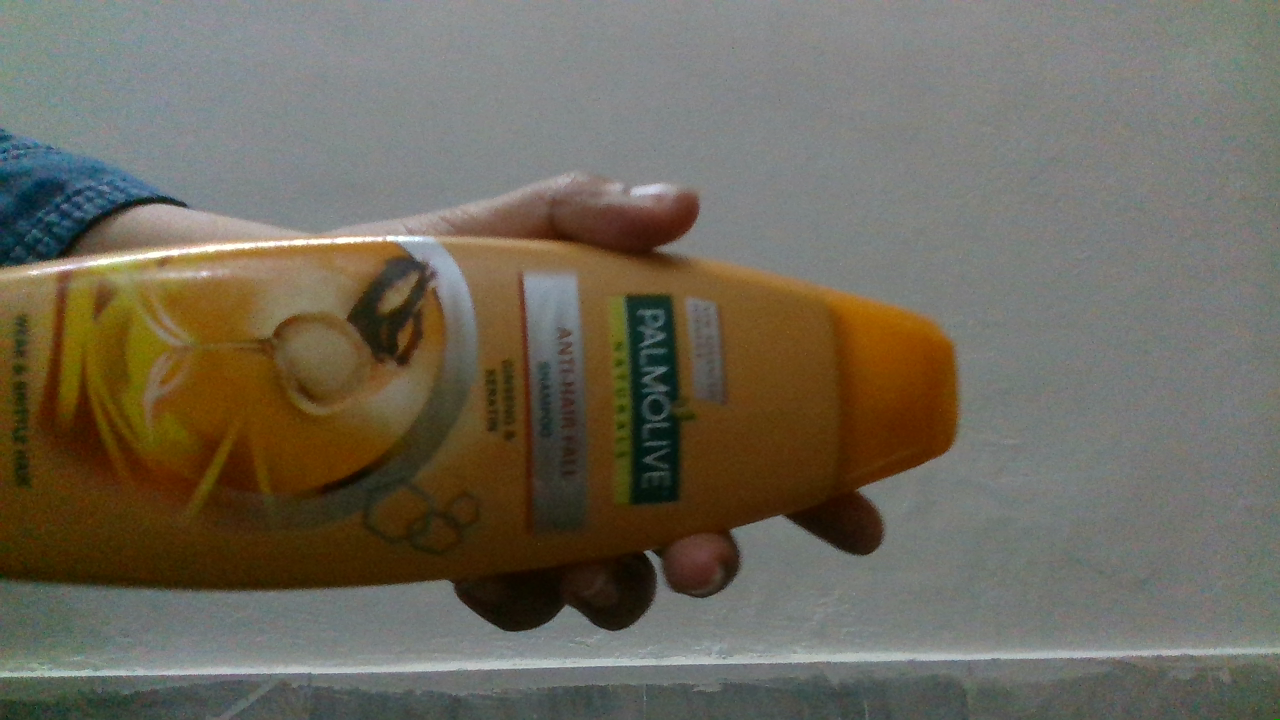 PALMOLIVE
NATURALS
ANTI-HAIR FALL
SHAMPOO
GINSENG &
KERATIN
WEAK & BRITTLE HAIR